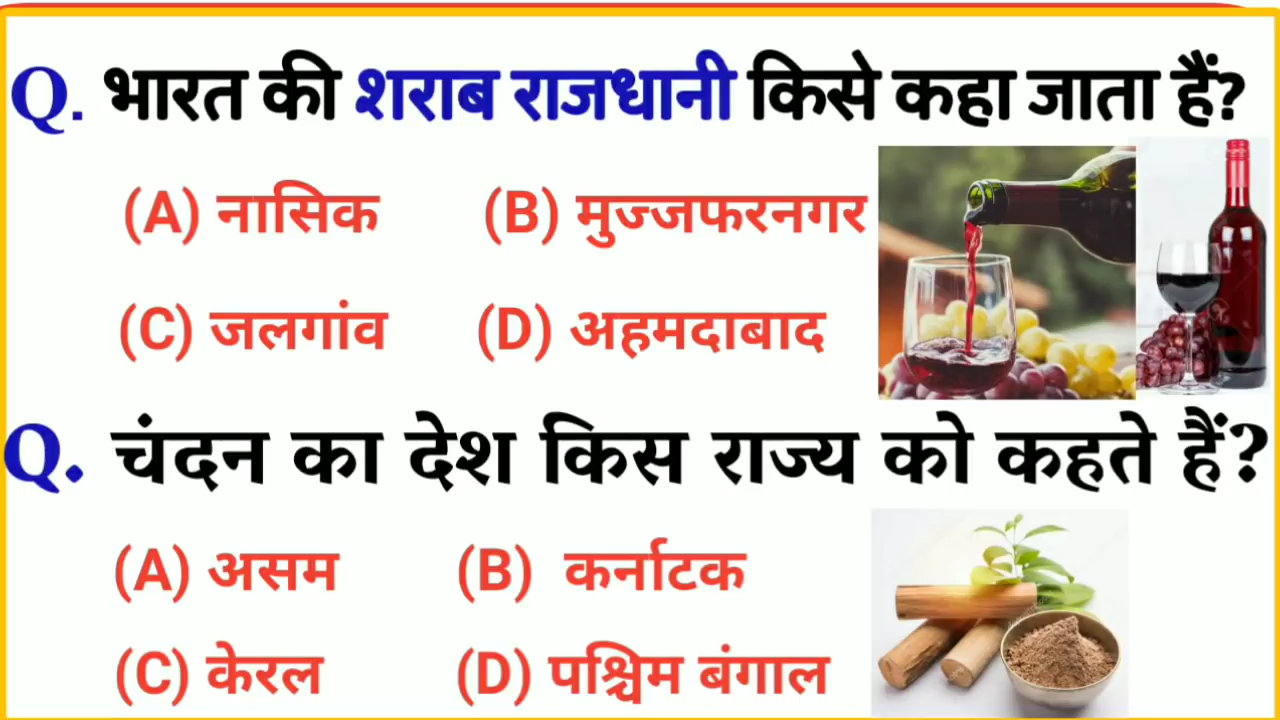 Q. भारत की शराब राजधानी किसे कहा जाता हैं?
(A) नासिक (B) मुज्जफरनगर
(C) जलगांव (D) अहमदाबाद
Q. चंदन का देश किस राज्य को कहते हैं?
(A) असम (B) कर्नाटक
(C) केरल (D) पश्चिम बंगाल